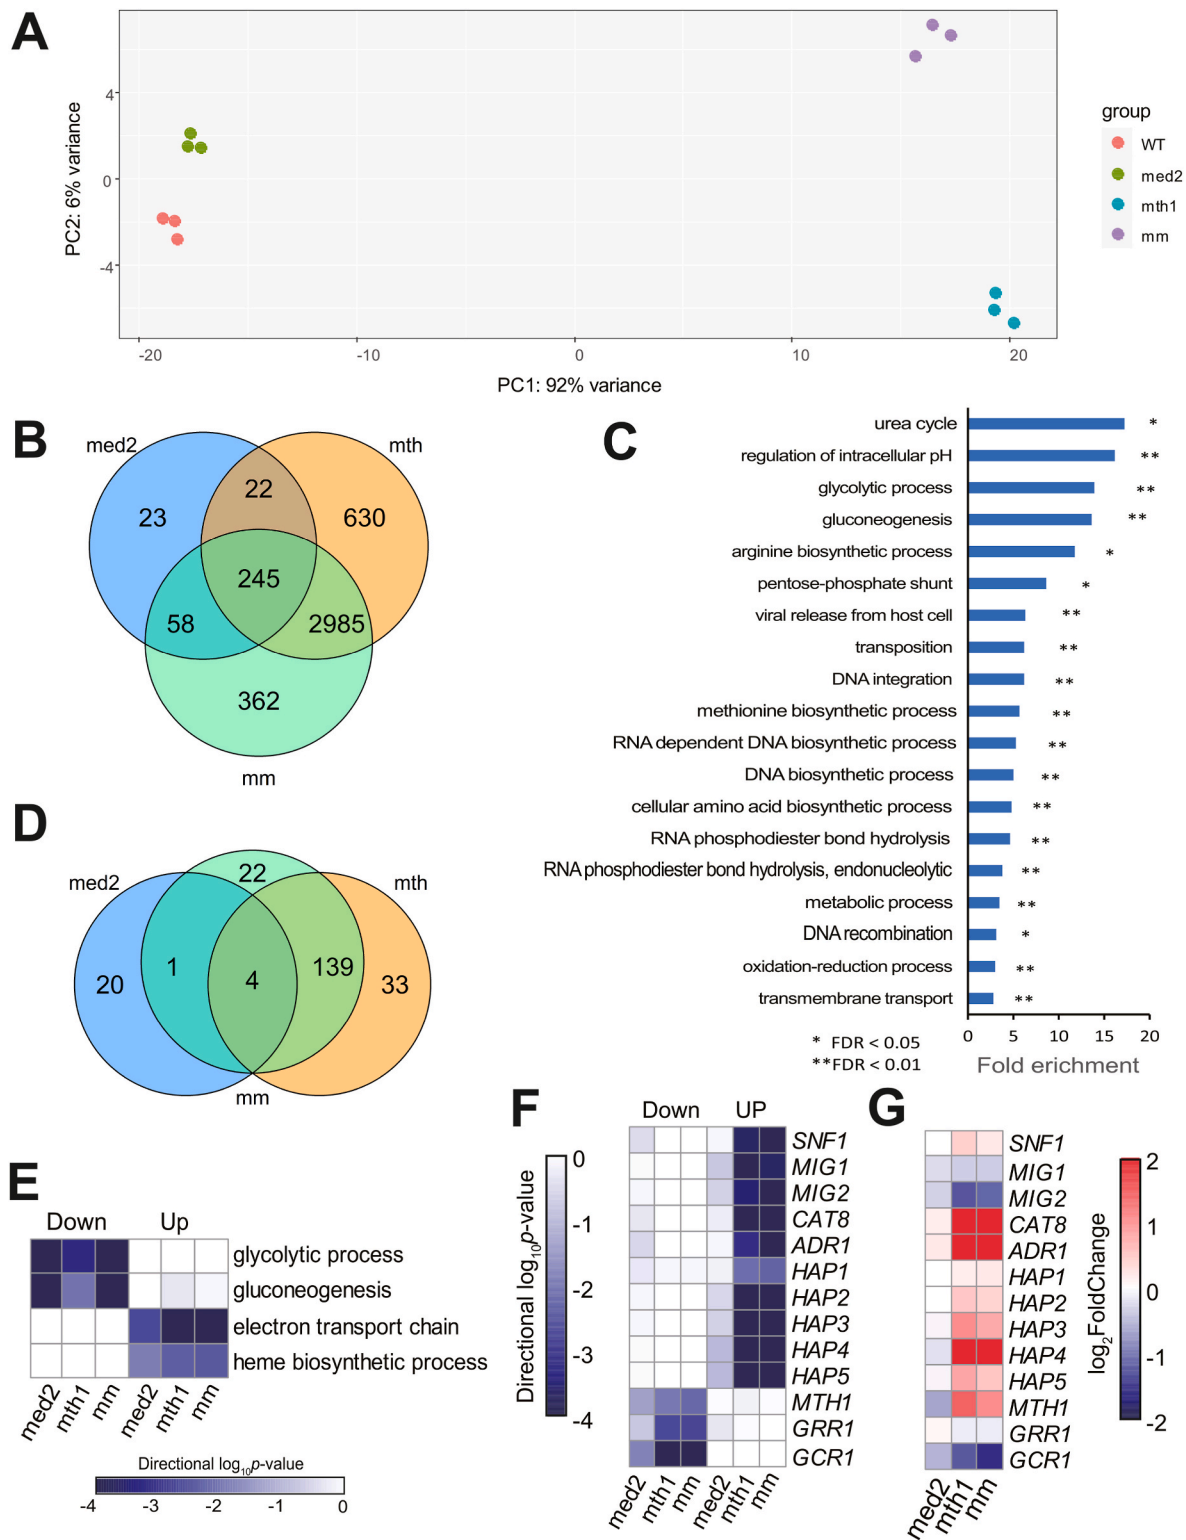 A
PC2: 6% variance
4
0
-4
-20
-10
0
10
20
PC1: 92% variance
group
WT
med2
mth1
mm
B
med2
mth
22
23
630
245
58
2985
362
mm
C
urea cycle *
regulation of intracellular pH **
glycolytic process **
gluconeogenesis **
arginine biosynthetic process *
pentose-phosphate shunt *
viral release from host cell **
transposition **
DNA integration **
methionine biosynthetic process **
RNA dependent DNA biosynthetic process **
DNA biosynthetic process **
cellular amino acid biosynthetic process **
RNA phosphodiester bond hydrolysis **
RNA phosphodiester bond hydrolysis, endonucleolytic **
metabolic process **
DNA recombination *
oxidation-reduction process **
transmembrane transport **
0 5 10 15 20
* FDR < 0.05
**FDR < 0.01
Fold erichment
D
med2
mth
22
20
1
4
139
33
mm
E
Down Up
glycolytic process
gluconeogenesis
electron transport chain
heme biosynthetic process
med2 mth1 mm med2 mth1 mm
Directional log10p-value
-4 -3 -2 -1 0
F
Down UP
Directional log10p-value
0
-1
-2
-3
-4
SNF1
MIG1
MIG2
CAT8
ADR1
HAP1
HAP2
HAP3
HAP4
HAP5
MTH1
GRR1
GCR1
med2 mth1 mm med2 mth1 mm
G
SNF1
MIG1
MIG2
CAT8
ADR1
HAP1
HAP2
HAP3
HAP4
HAP5
MTH1
GRR1
GCR1
med2 mth1 mm
log2FoldChange
2
1
0
-1
-2